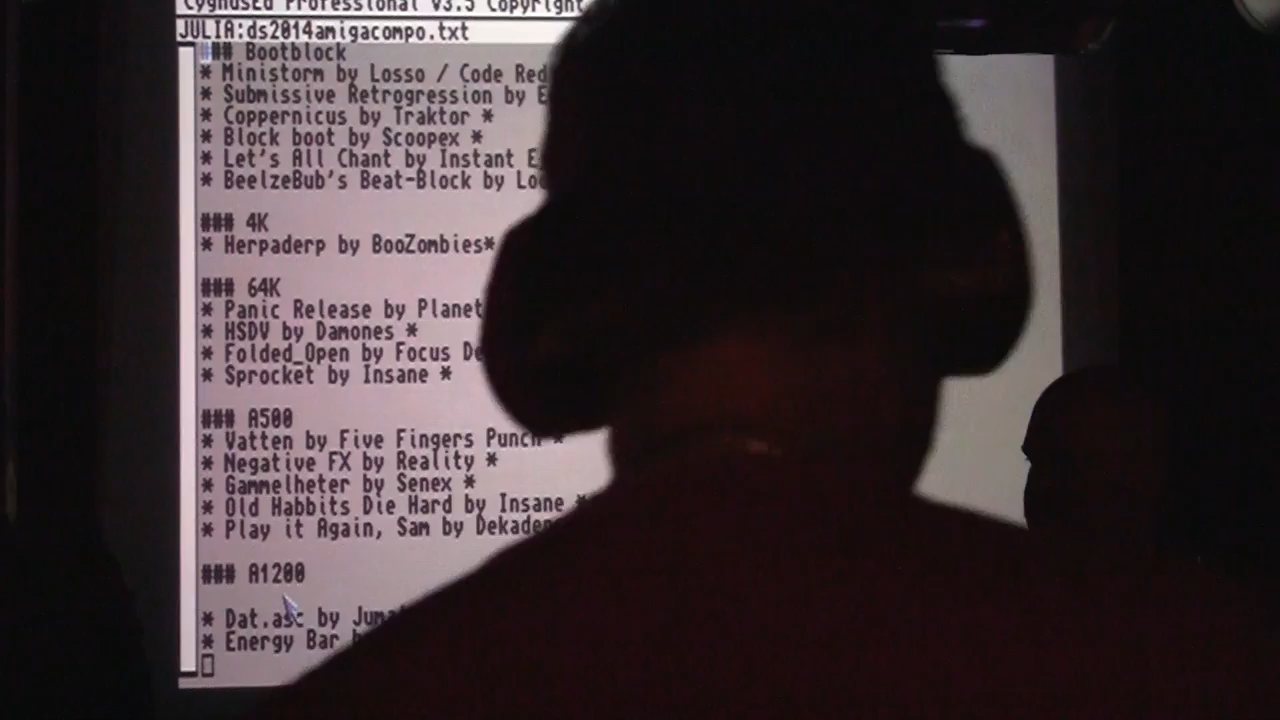 CygnusEd Professional v3.5 Copyright
JULIA:ds2014amigacompo.txt
### Bootblock
* Ministorm by Losso / Code Red
* Submissive Retrogression by
* Coppernicus by Traktor *
* Block boot by Scoopex *
* Let's All Chant by Instant
* BeelzeBub's Beat-Block by
### 4K
* Herpaderp by BooZombies*
### 64K
* Panic Release by Planet
* HSDV by Damones *
* Folded_Open by Focus
* Sprocket by Insane *
### A500
* Vatten by Five Fingers Punch *
* Negative FX by Reality *
* Gammelheter by Senex *
* Old Habbits Die Hard by Insane *
* Play it Again, Sam by
### A1200
* Dat.asc by
* Energy Bar